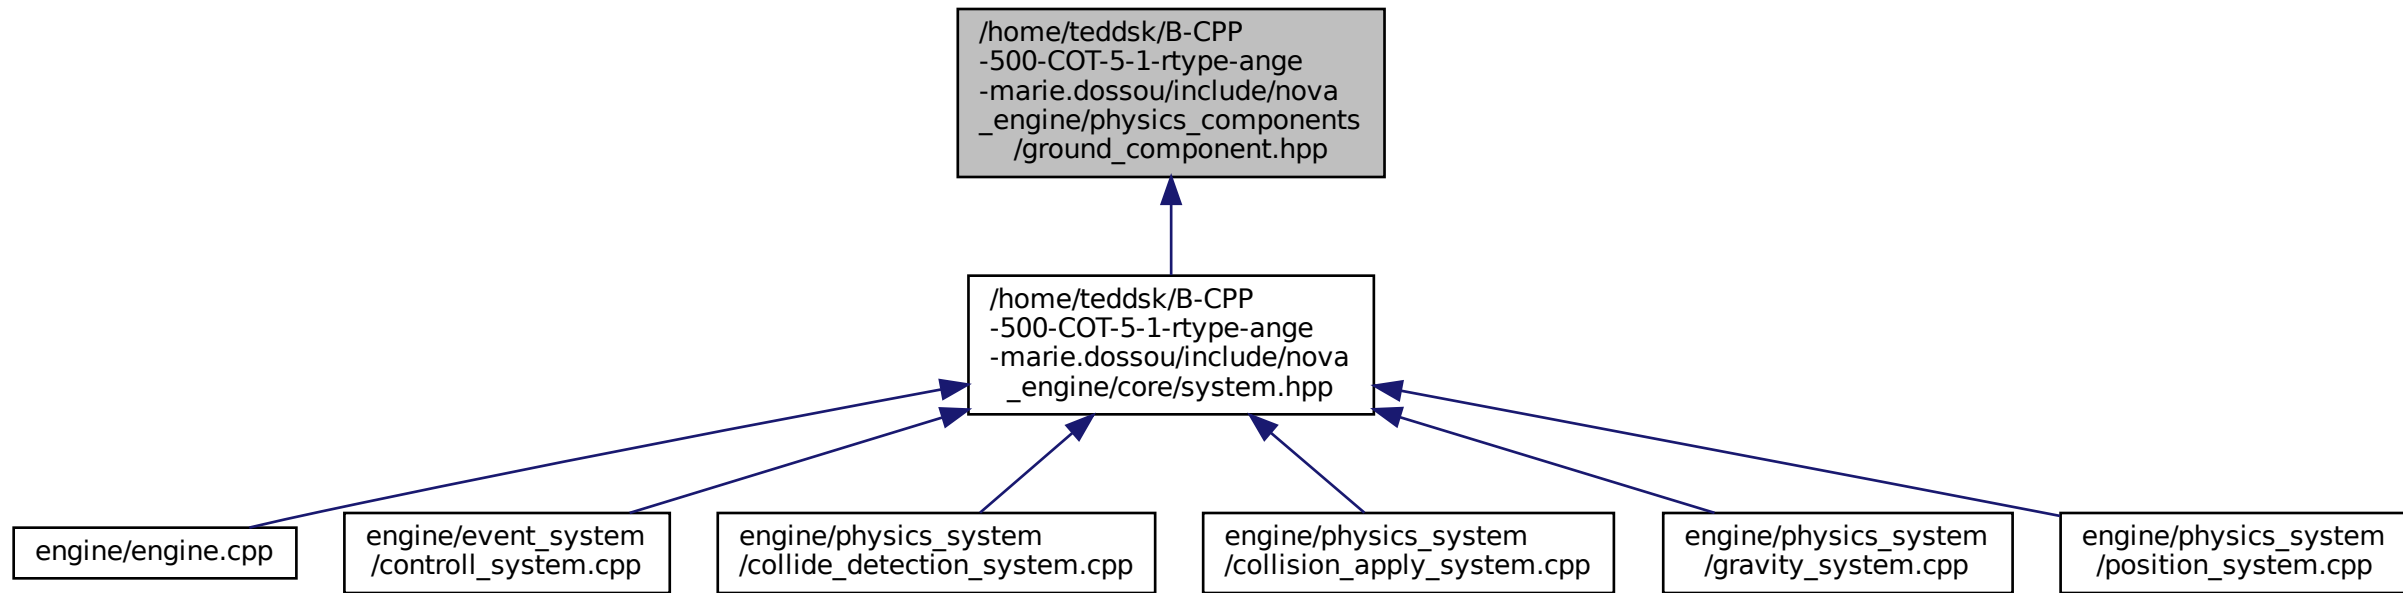 /home/teddsk/B-CPP
-500-COT-5-1-rtype-ange
-marie.dossou/include/nova
_engine/physics_components
/ground_component.hpp
/home/teddsk/B-CPP
-500-COT-5-1-rtype-ange
-marie.dossou/include/nova
_engine/core/system.hpp
engine/engine.cpp
engine/event_system
/controll_system.cpp
engine/physics_system
/collide_detection_system.cpp
engine/physics_system
/collision_apply_system.cpp
engine/physics_system
/gravity_system.cpp
engine/physics_system
/position_system.cpp